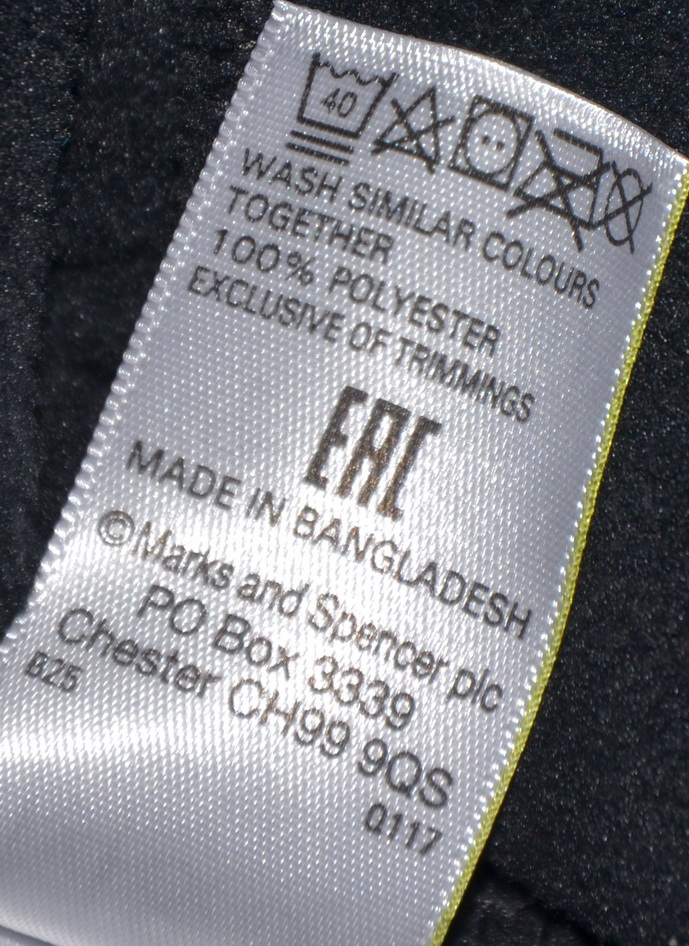 40
WASH SIMILAR COLOURS
TOGETHER
100% POLYESTER
EXCLUSIVE OF TRIMMINGS
EAC
MADE IN BANGLADESH
©Marks and Spencer plc
PO Box 3339
Chester CH99 9QS
825
Q117